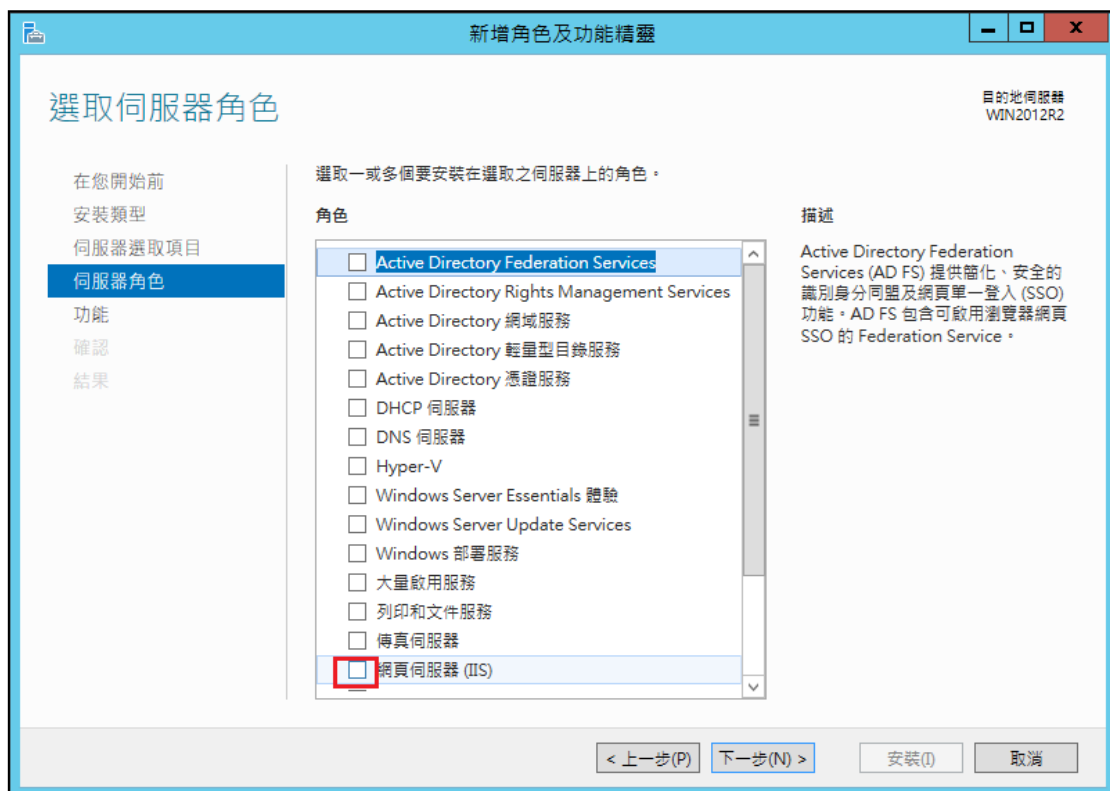 新增角色及功能精靈
選取伺服器角色
目的地伺服器
WIN2012R2
在您開始前
安裝類型
伺服器選取項目
伺服器角色
功能
確認
結果
選取一或多個要安裝在選取之伺服器上的角色。
角色
Active Directory Federation Services
Active Directory Rights Management Services
Active Directory 網域服務
Active Directory 輕量型目錄服務
Active Directory 憑證服務
DHCP 伺服器
DNS 伺服器
Hyper-V
Windows Server Essentials 體驗
Windows Server Update Services
Windows 部署服務
大量啟用服務
列印和文件服務
傳真伺服器
網頁伺服器 (IIS)
描述
Active Directory Federation
Services (AD FS) 提供簡化、安全的
識別身分同盟及網頁單一登入 (SSO)
功能。AD FS 包含可啟用瀏覽器網頁
SSO 的 Federation Service。
< 上一步(P)
下一步(N) >
安裝(I)
取消